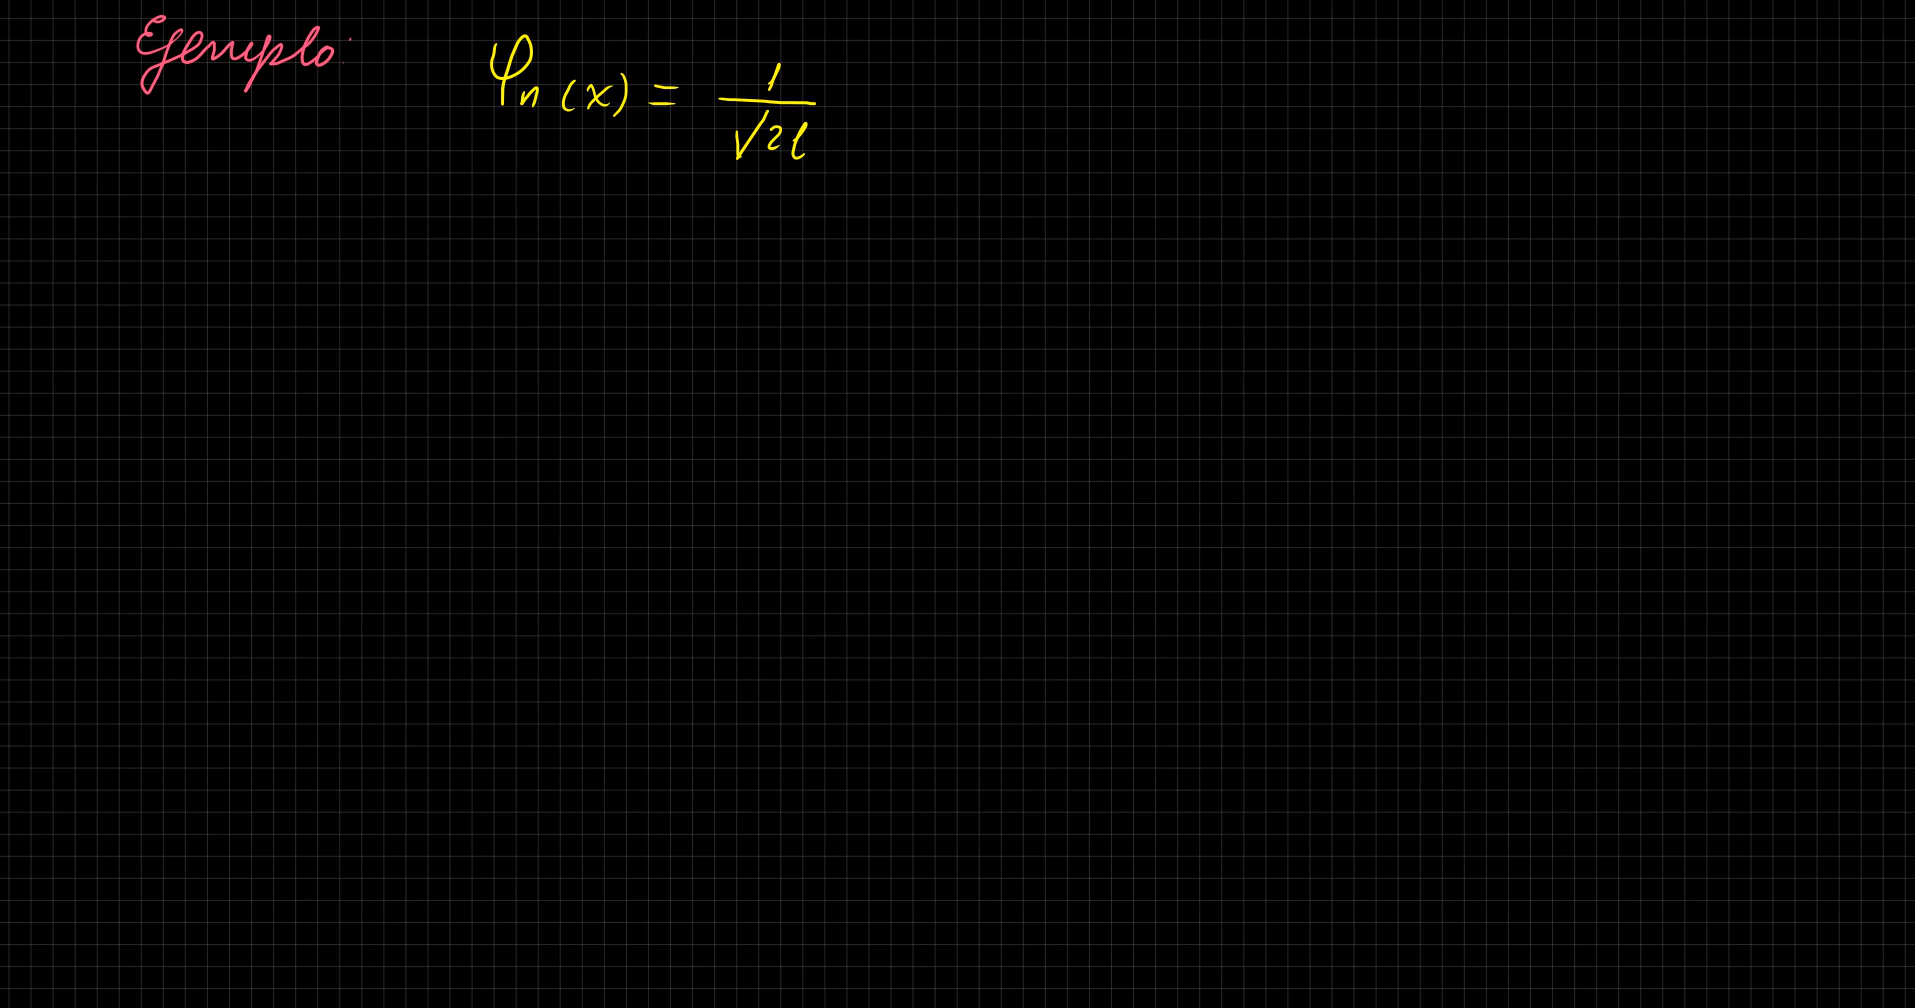 Ejemplo: φn(x) = 1/√2l